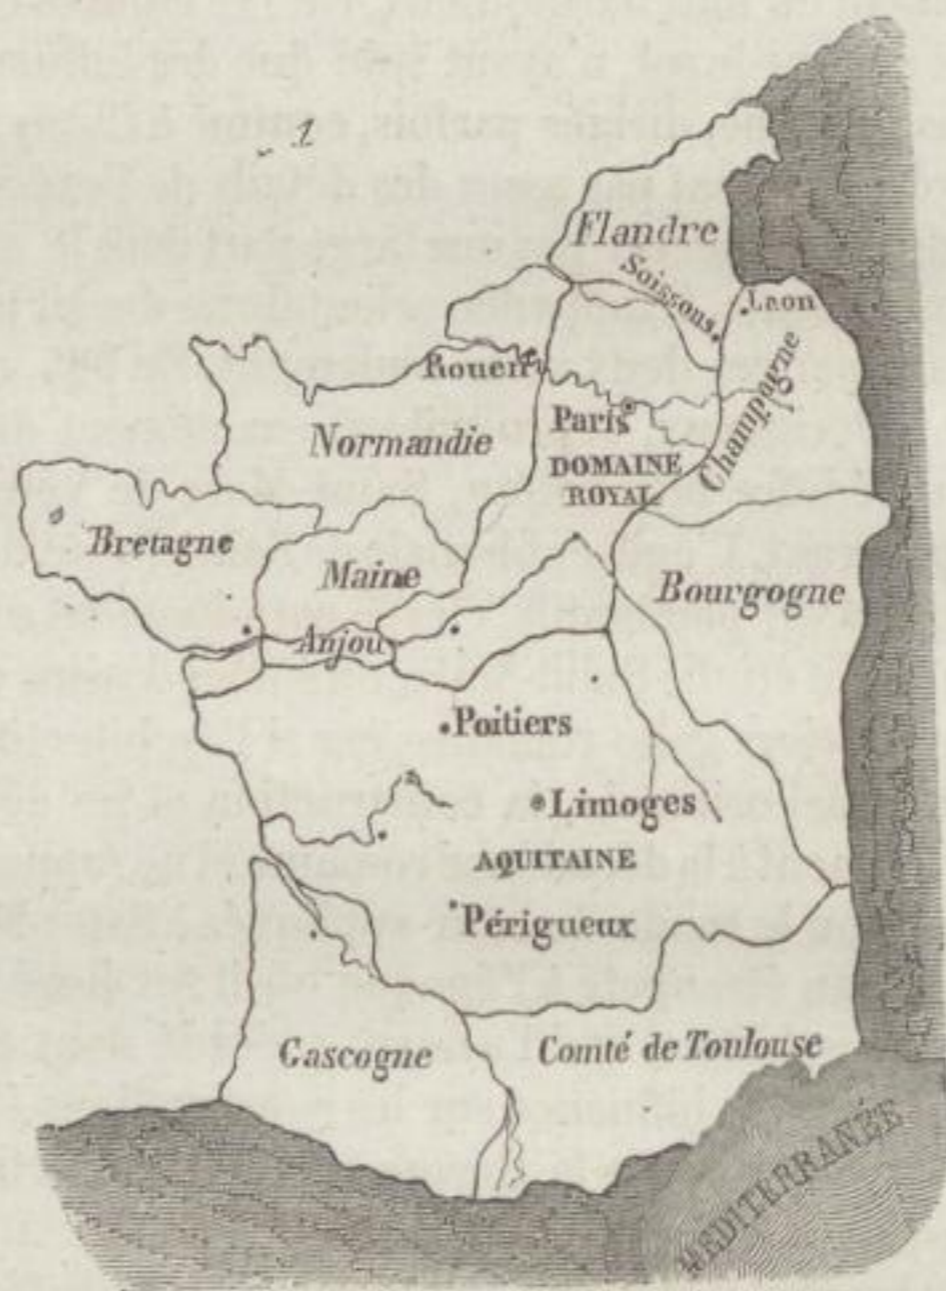 1
Flandre
Soissons
Laon
Champagne
Rouen
Paris
DOMAINE
ROYAL
Normandie
Bretagne
Maine
Anjou
Bourgogne
Poitiers
Limoges
AQUITAINE
Périgueux
Gascogne
Comté de Toulouse
MÉDITERRANÉE